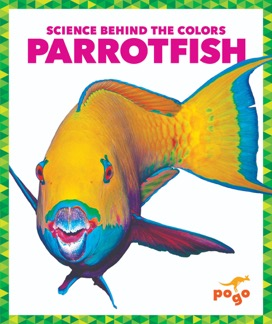 SCIENCE BEHIND THE COLORS
PARROTFISH
pogo